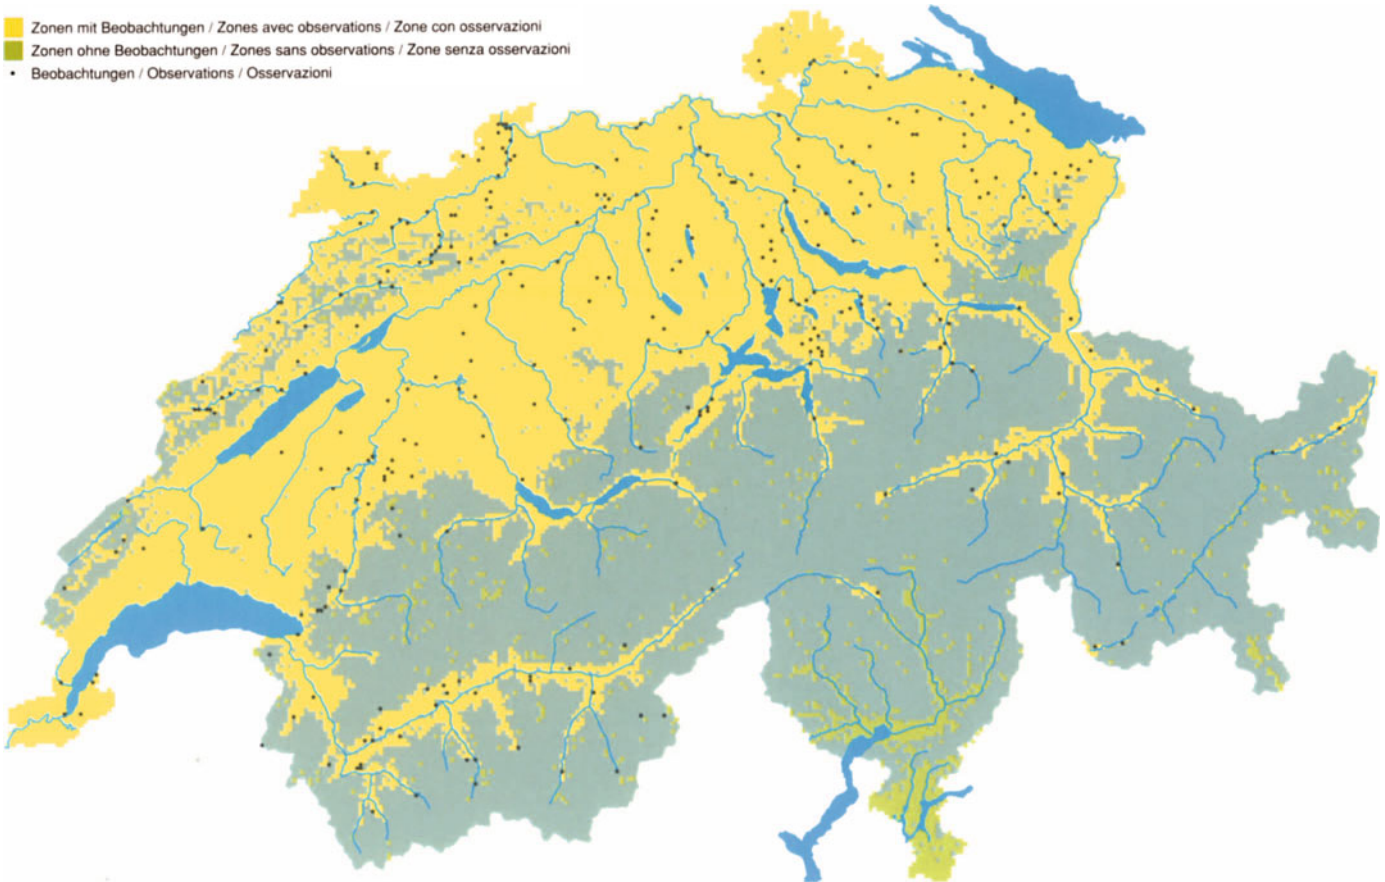 Zonen mit Beobachtungen / Zones avec observations / Zone con osservazioni
Zonen ohne Beobachtungen / Zones sans observations / Zone senza osservazioni
Beobachtungen / Observations / Osservazioni